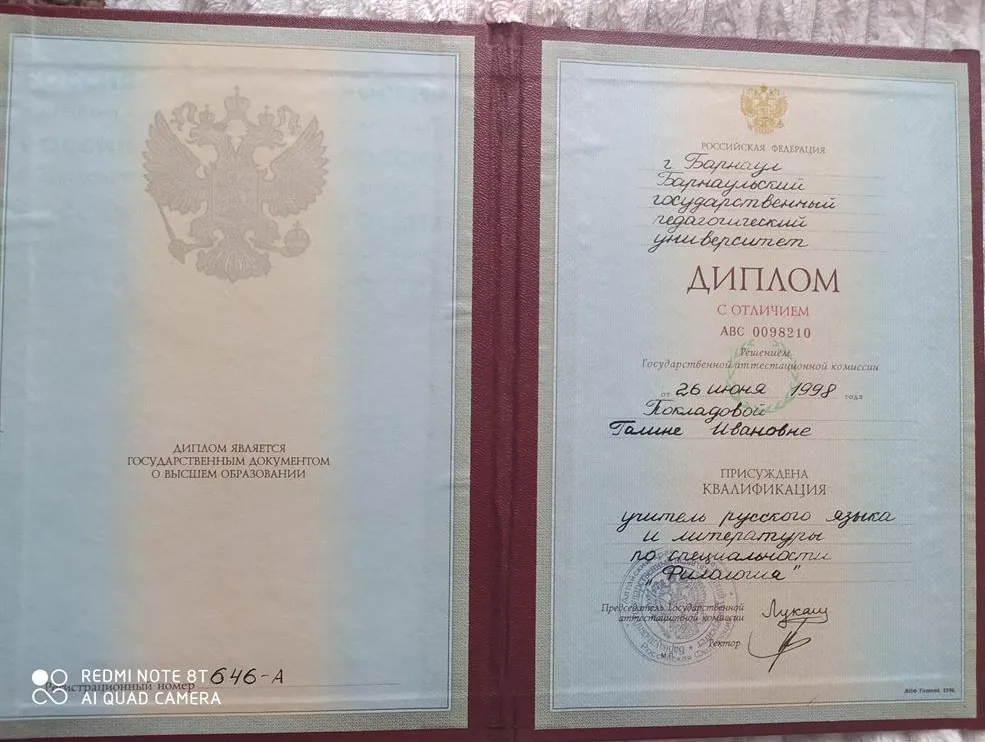 ДИПЛОМ ЯВЛЯЕТСЯ
ГОСУДАРСТВЕННЫМ ДОКУМЕНТОМ
О ВЫСШЕМ ОБРАЗОВАНИИ
Регистрационный номер 646-А
REDMI NOTE 8T
AI QUAD CAMERA
РОССИЙСКАЯ ФЕДЕРАЦИЯ
г Барнаул
Барнаульский
государственный
педагогический
университет
ДИПЛОМ
С ОТЛИЧИЕМ
АВС 0098210
Решением
Государственной аттестационной комиссии
от 26 июня 1998 года
Покладовой
Галине Ивановне
ПРИСУЖДЕНА
КВАЛИФИКАЦИЯ
учитель русского языка
и литературы
по специальности
"Филология"
Председатель Государственной
аттестационной комиссии
Ректор
М.П.